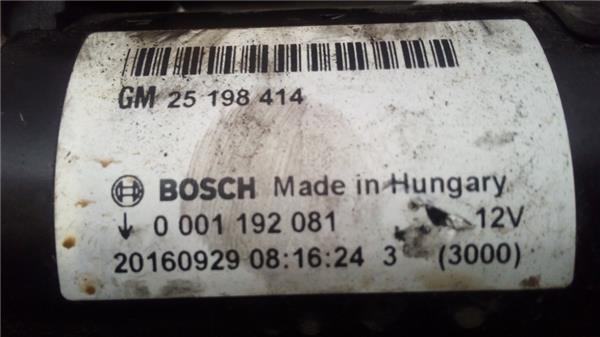 GM 25 198 414
BOSCH Made in Hungary
↓ 0 001 192 081 12V
20160929 08:16:24 3 (3000)